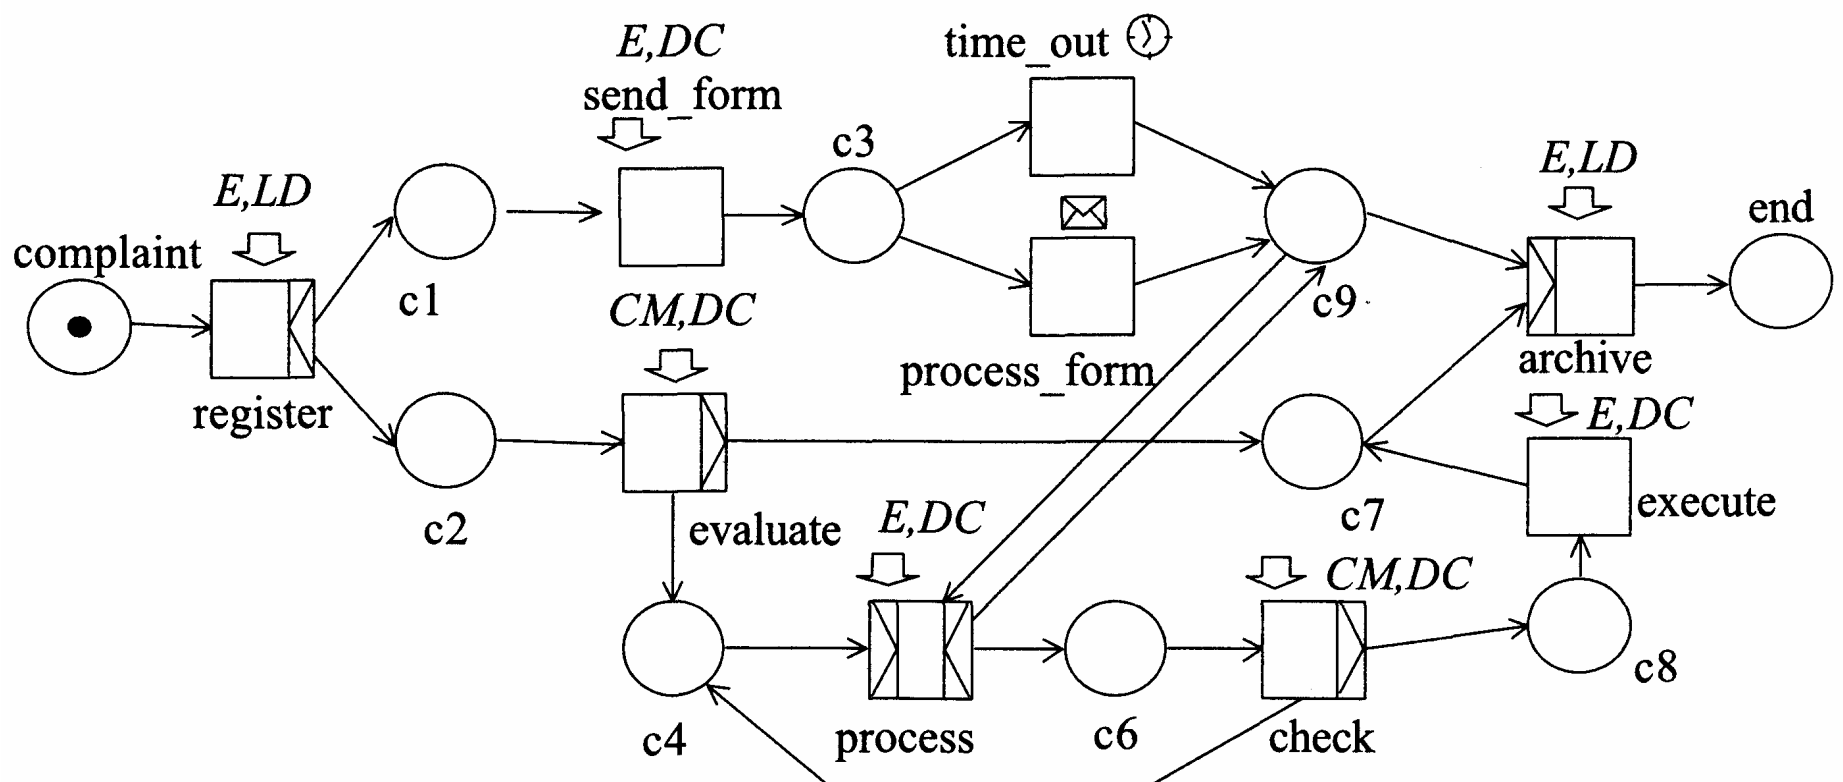 E,DC
send_form
time_out
c3
E,LD
complaint
c1
CM,DC
process_form
c9
E,LD
end
archive
register
E,DC
c2
evaluate
E,DC
c7
execute
CM,DC
c8
c4
process
c6
check